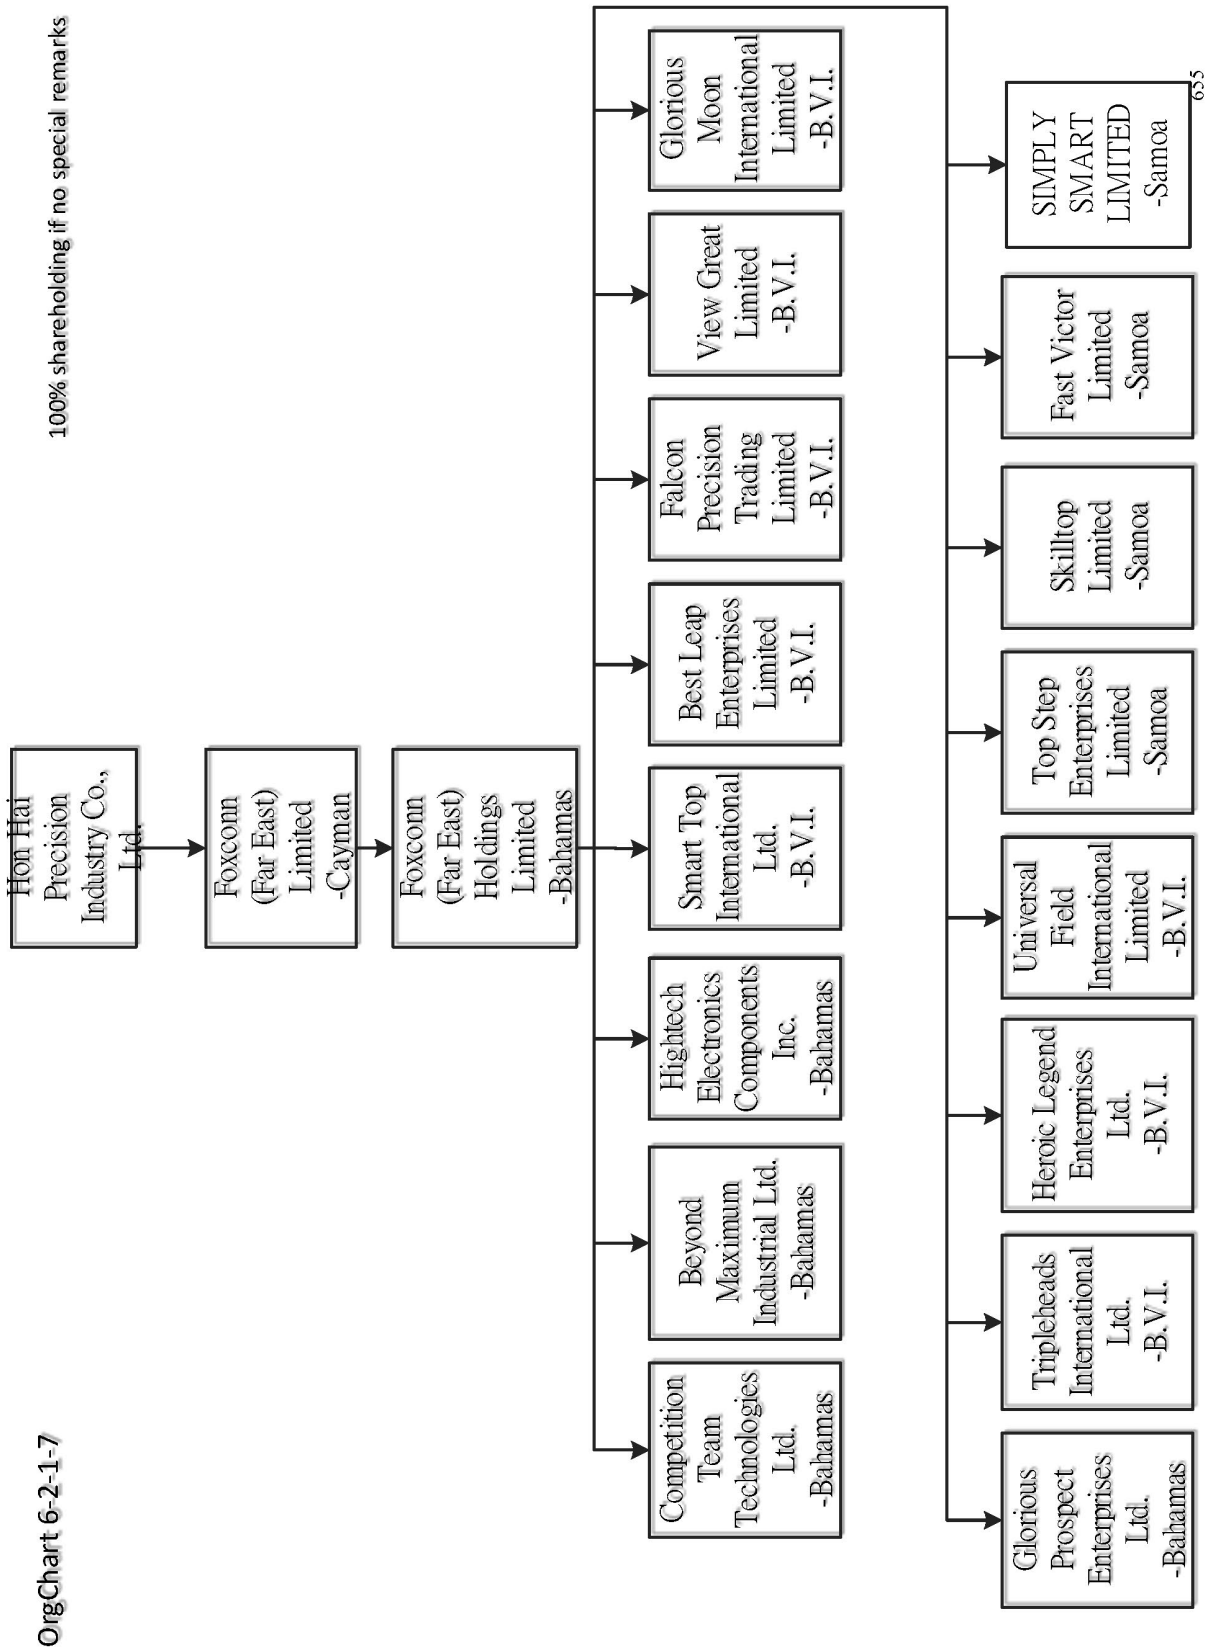 OrgChart 6-2-1-7
100% shareholding if no special remarks
Hon Hai
Precision
Industry Co.,
Ltd.
Foxconn
(Far East)
Limited
-Cayman
Foxconn
(Far East)
Holdings
Limited
-Bahamas
Competition
Team
Technologies
Ltd.
-Bahamas
Beyond
Maximum
Industrial Ltd.
-Bahamas
Hightech
Electronics
Components
Inc.
-Bahamas
Smart Top
International
Ltd.
-B.V.I.
Best Leap
Enterprises
Limited
-B.V.I.
Falcon
Precision
Trading
Limited
-B.V.I.
View Great
Limited
-B.V.I.
Glorious
Moon
International
Limited
-B.V.I.
Glorious
Prospect
Enterprises
Ltd.
-Bahamas
Tripleheads
International
Ltd.
-B.V.I.
Heroic Legend
Enterprises
Ltd.
-B.V.I.
Universal
Field
International
Limited
-B.V.I.
Top Step
Enterprises
Limited
-Samoa
Skilltop
Limited
-Samoa
Fast Victor
Limited
-Samoa
SIMPLY
SMART
LIMITED
-Samoa
655